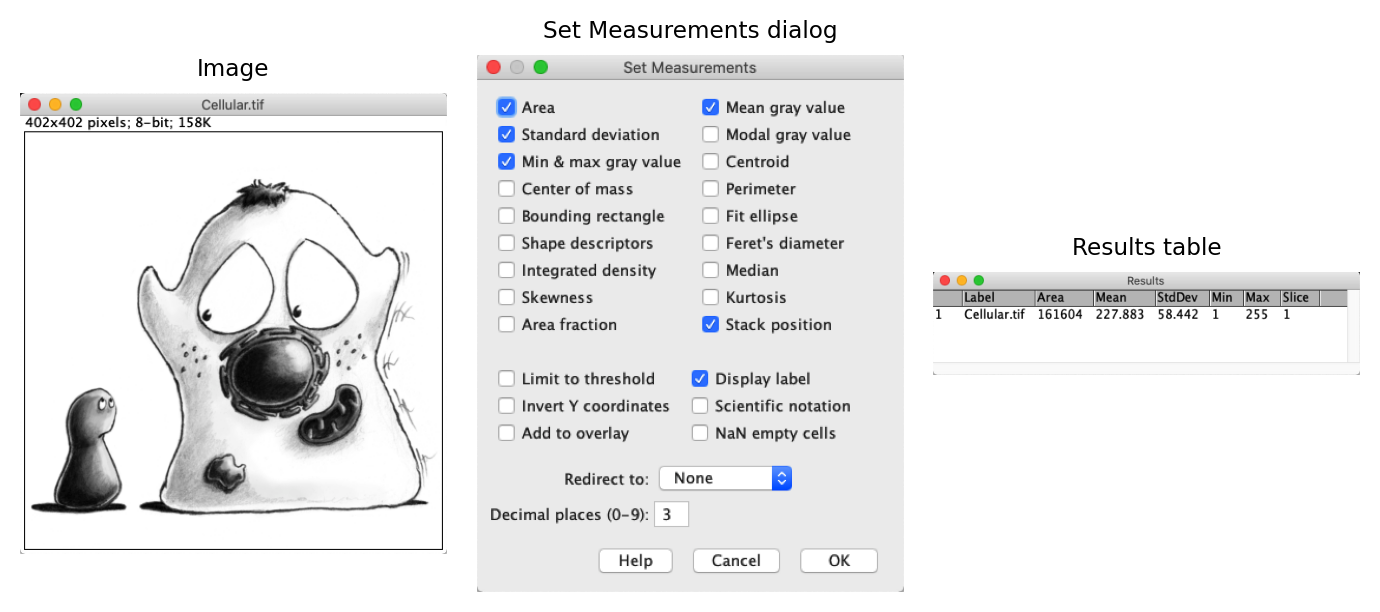 Image
Cellular.tif
402x402 pixels; 8-bit; 158K
Set Measurements dialog
Set Measurements
Area Mean gray value
Standard deviation Modal gray value
Min & max gray value Centroid
Center of mass Perimeter
Bounding rectangle Fit ellipse
Shape descriptors Feret's diameter
Integrated density Median
Skewness Kurtosis
Area fraction Stack position
Limit to threshold Display label
Invert Y coordinates Scientific notation
Add to overlay NaN empty cells
Redirect to: None
Decimal places (0-9): 3
Help Cancel OK
Results table
Results
Label Area Mean StdDev Min Max Slice
1 Cellular.tif 161604 227.883 58.442 1 255 1